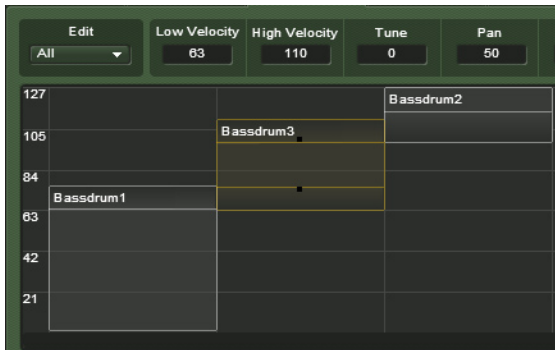 Edit Low Velocity High Velocity Tune Pan
All 63 110 0 50
127
Bassdrum2
105
Bassdrum3
84
Bassdrum1
63
42
21